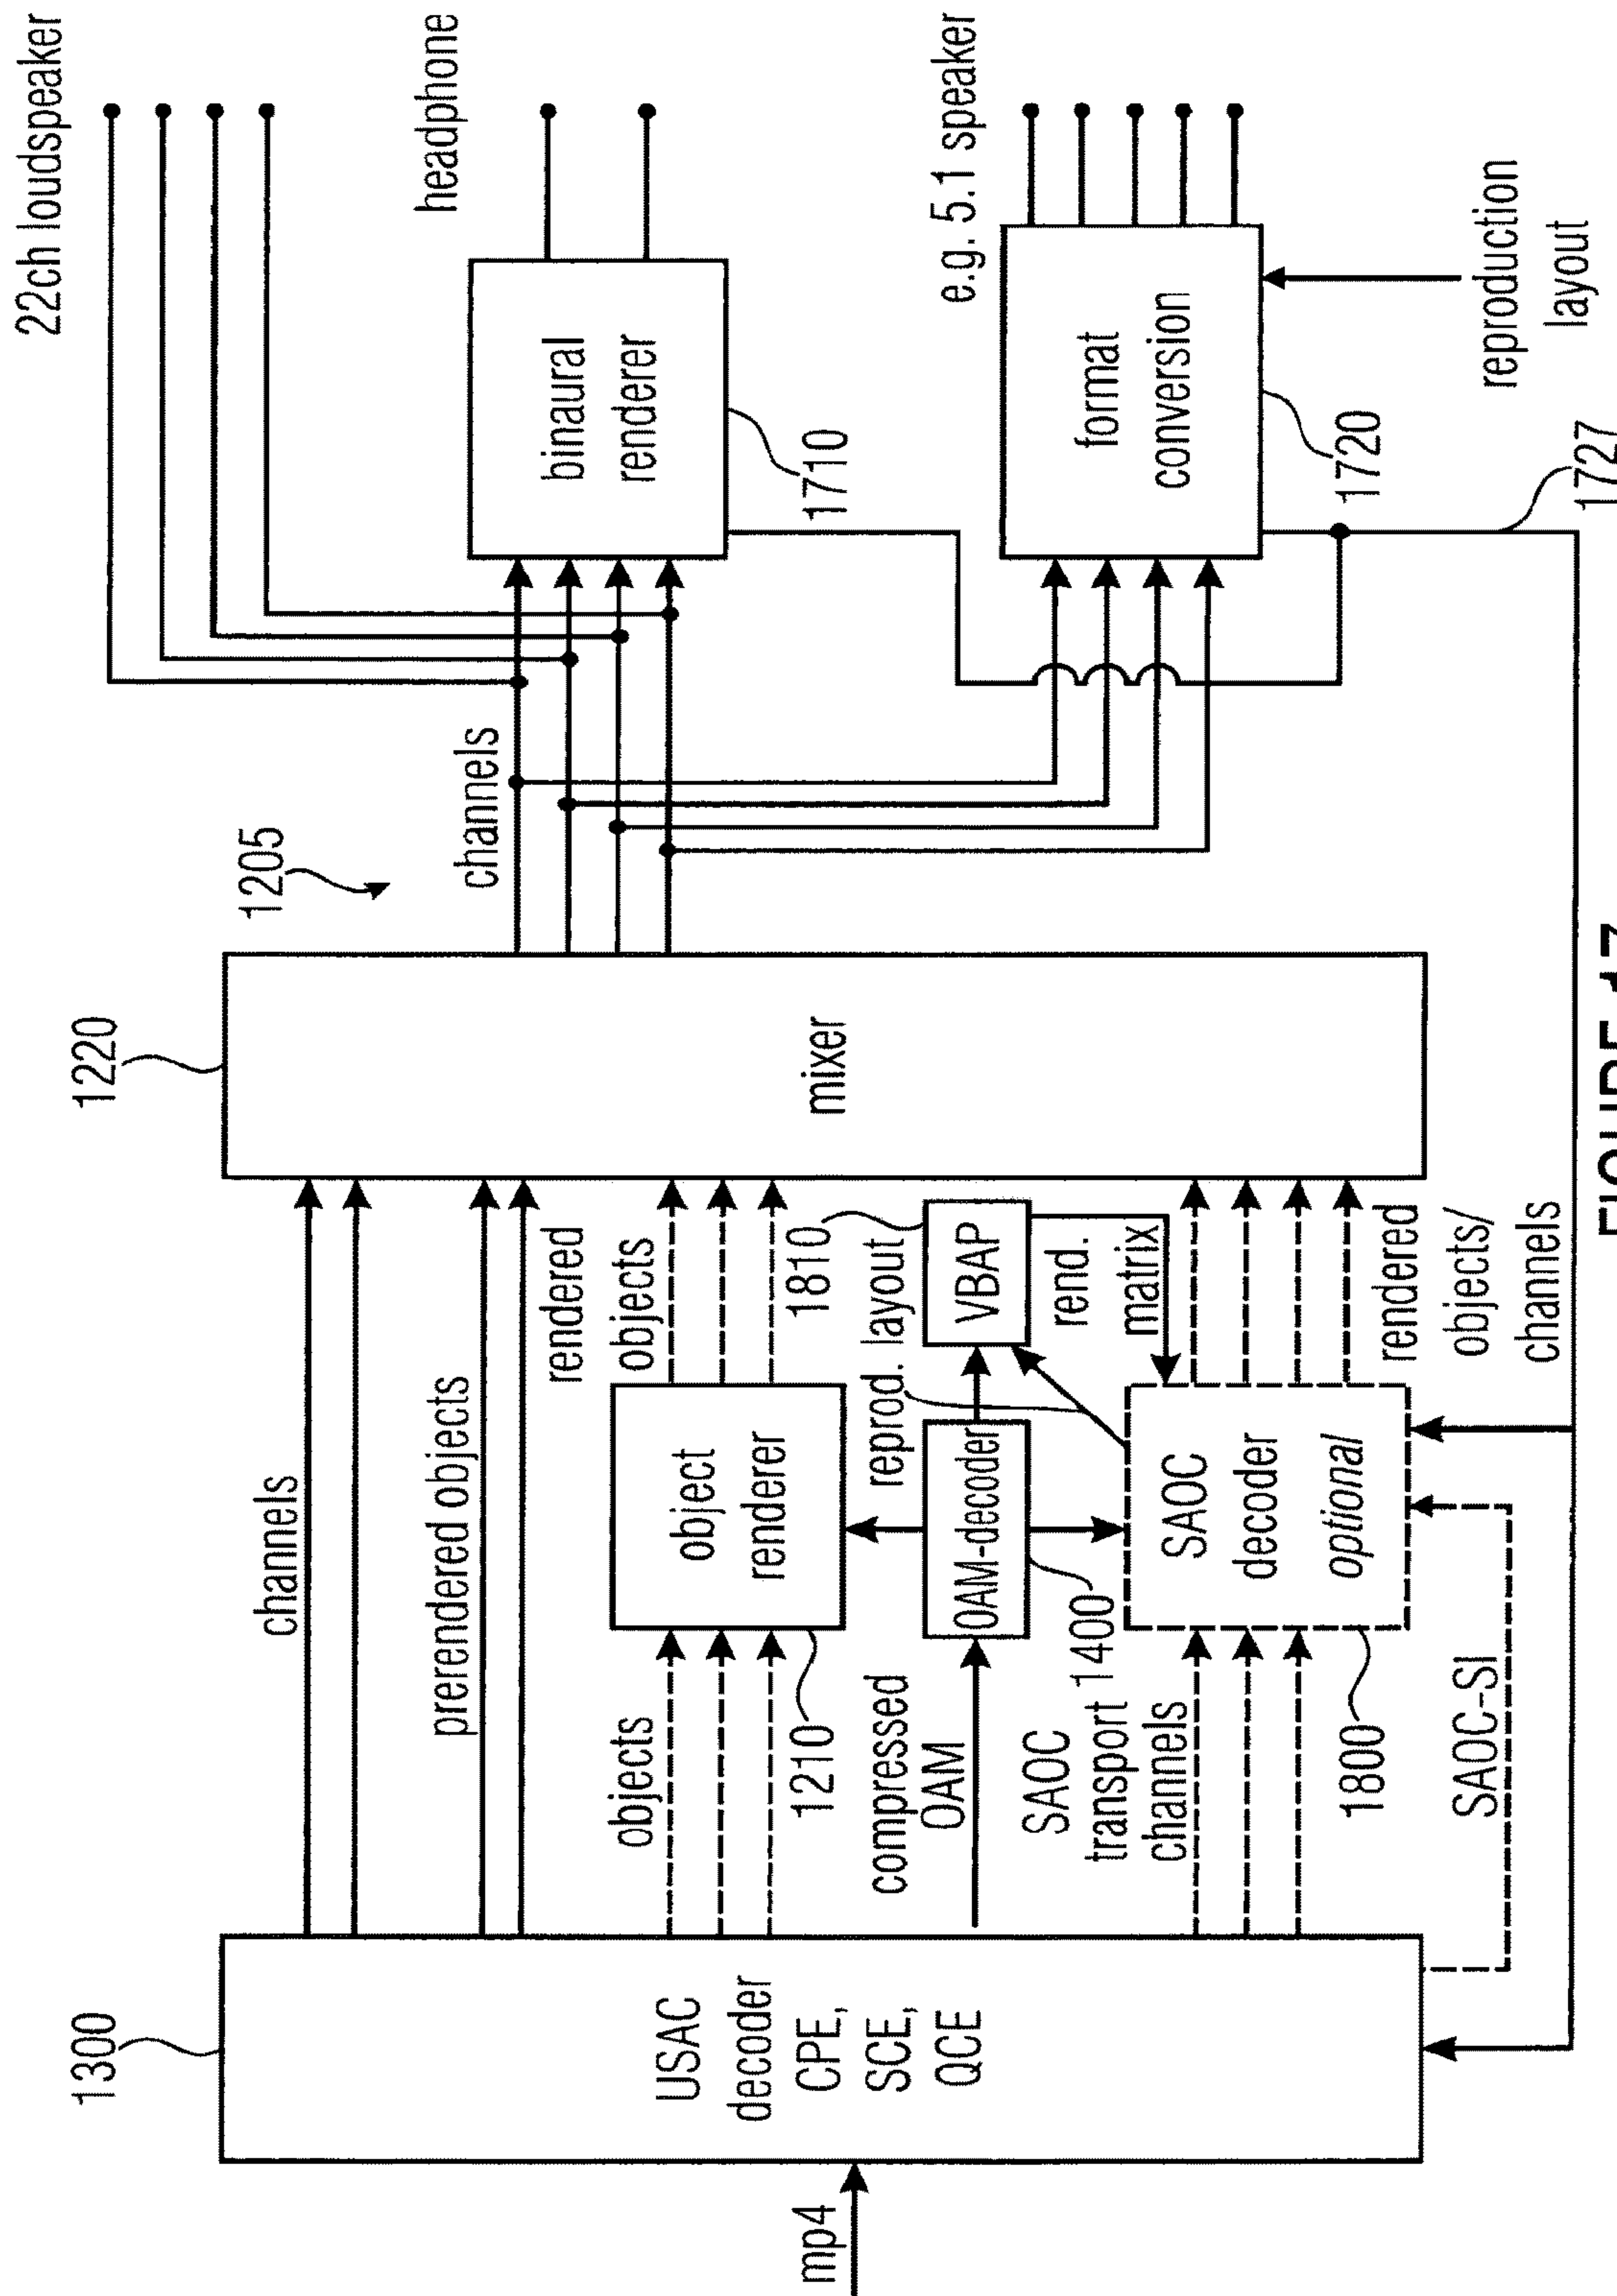 mp4
1300
USAC
decoder
CPE,
SCE,
QCE
channels
prerendered objects
objects
1210
compressed
OAM
SAOC
transport
channels
1400
1800
SAOC-SI
object
renderer
OAM-decoder
SAOC
decoder
optional
reprod. layout
1810
VBAP
rend.
matrix
rendered
objects
rendered
objects/
channels
1220
mixer
1205
channels
22ch loudspeaker
binaural
renderer
1710
headphone
format
conversion
1720
e.g. 5.1 speaker
reproduction
layout
1727
FIGURE 17